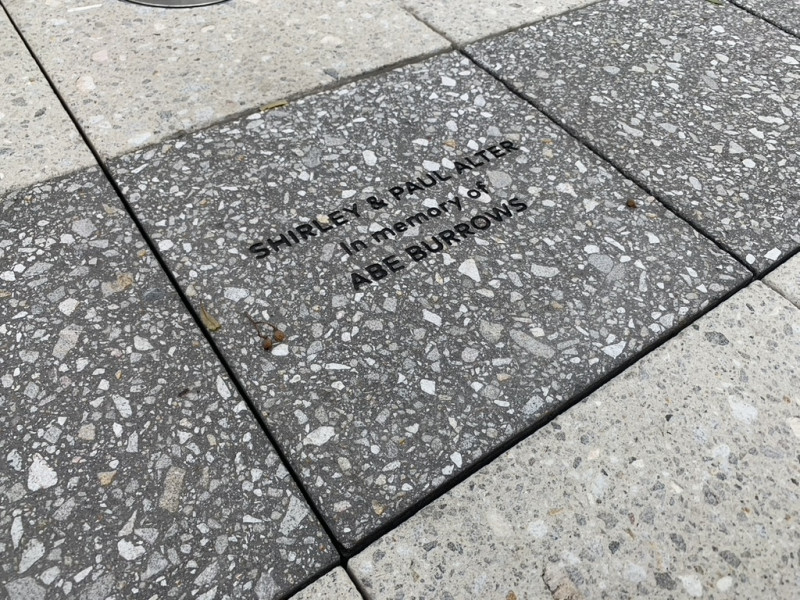 SHIRLEY & PAUL ALTER
In memory of
ABE BURROWS